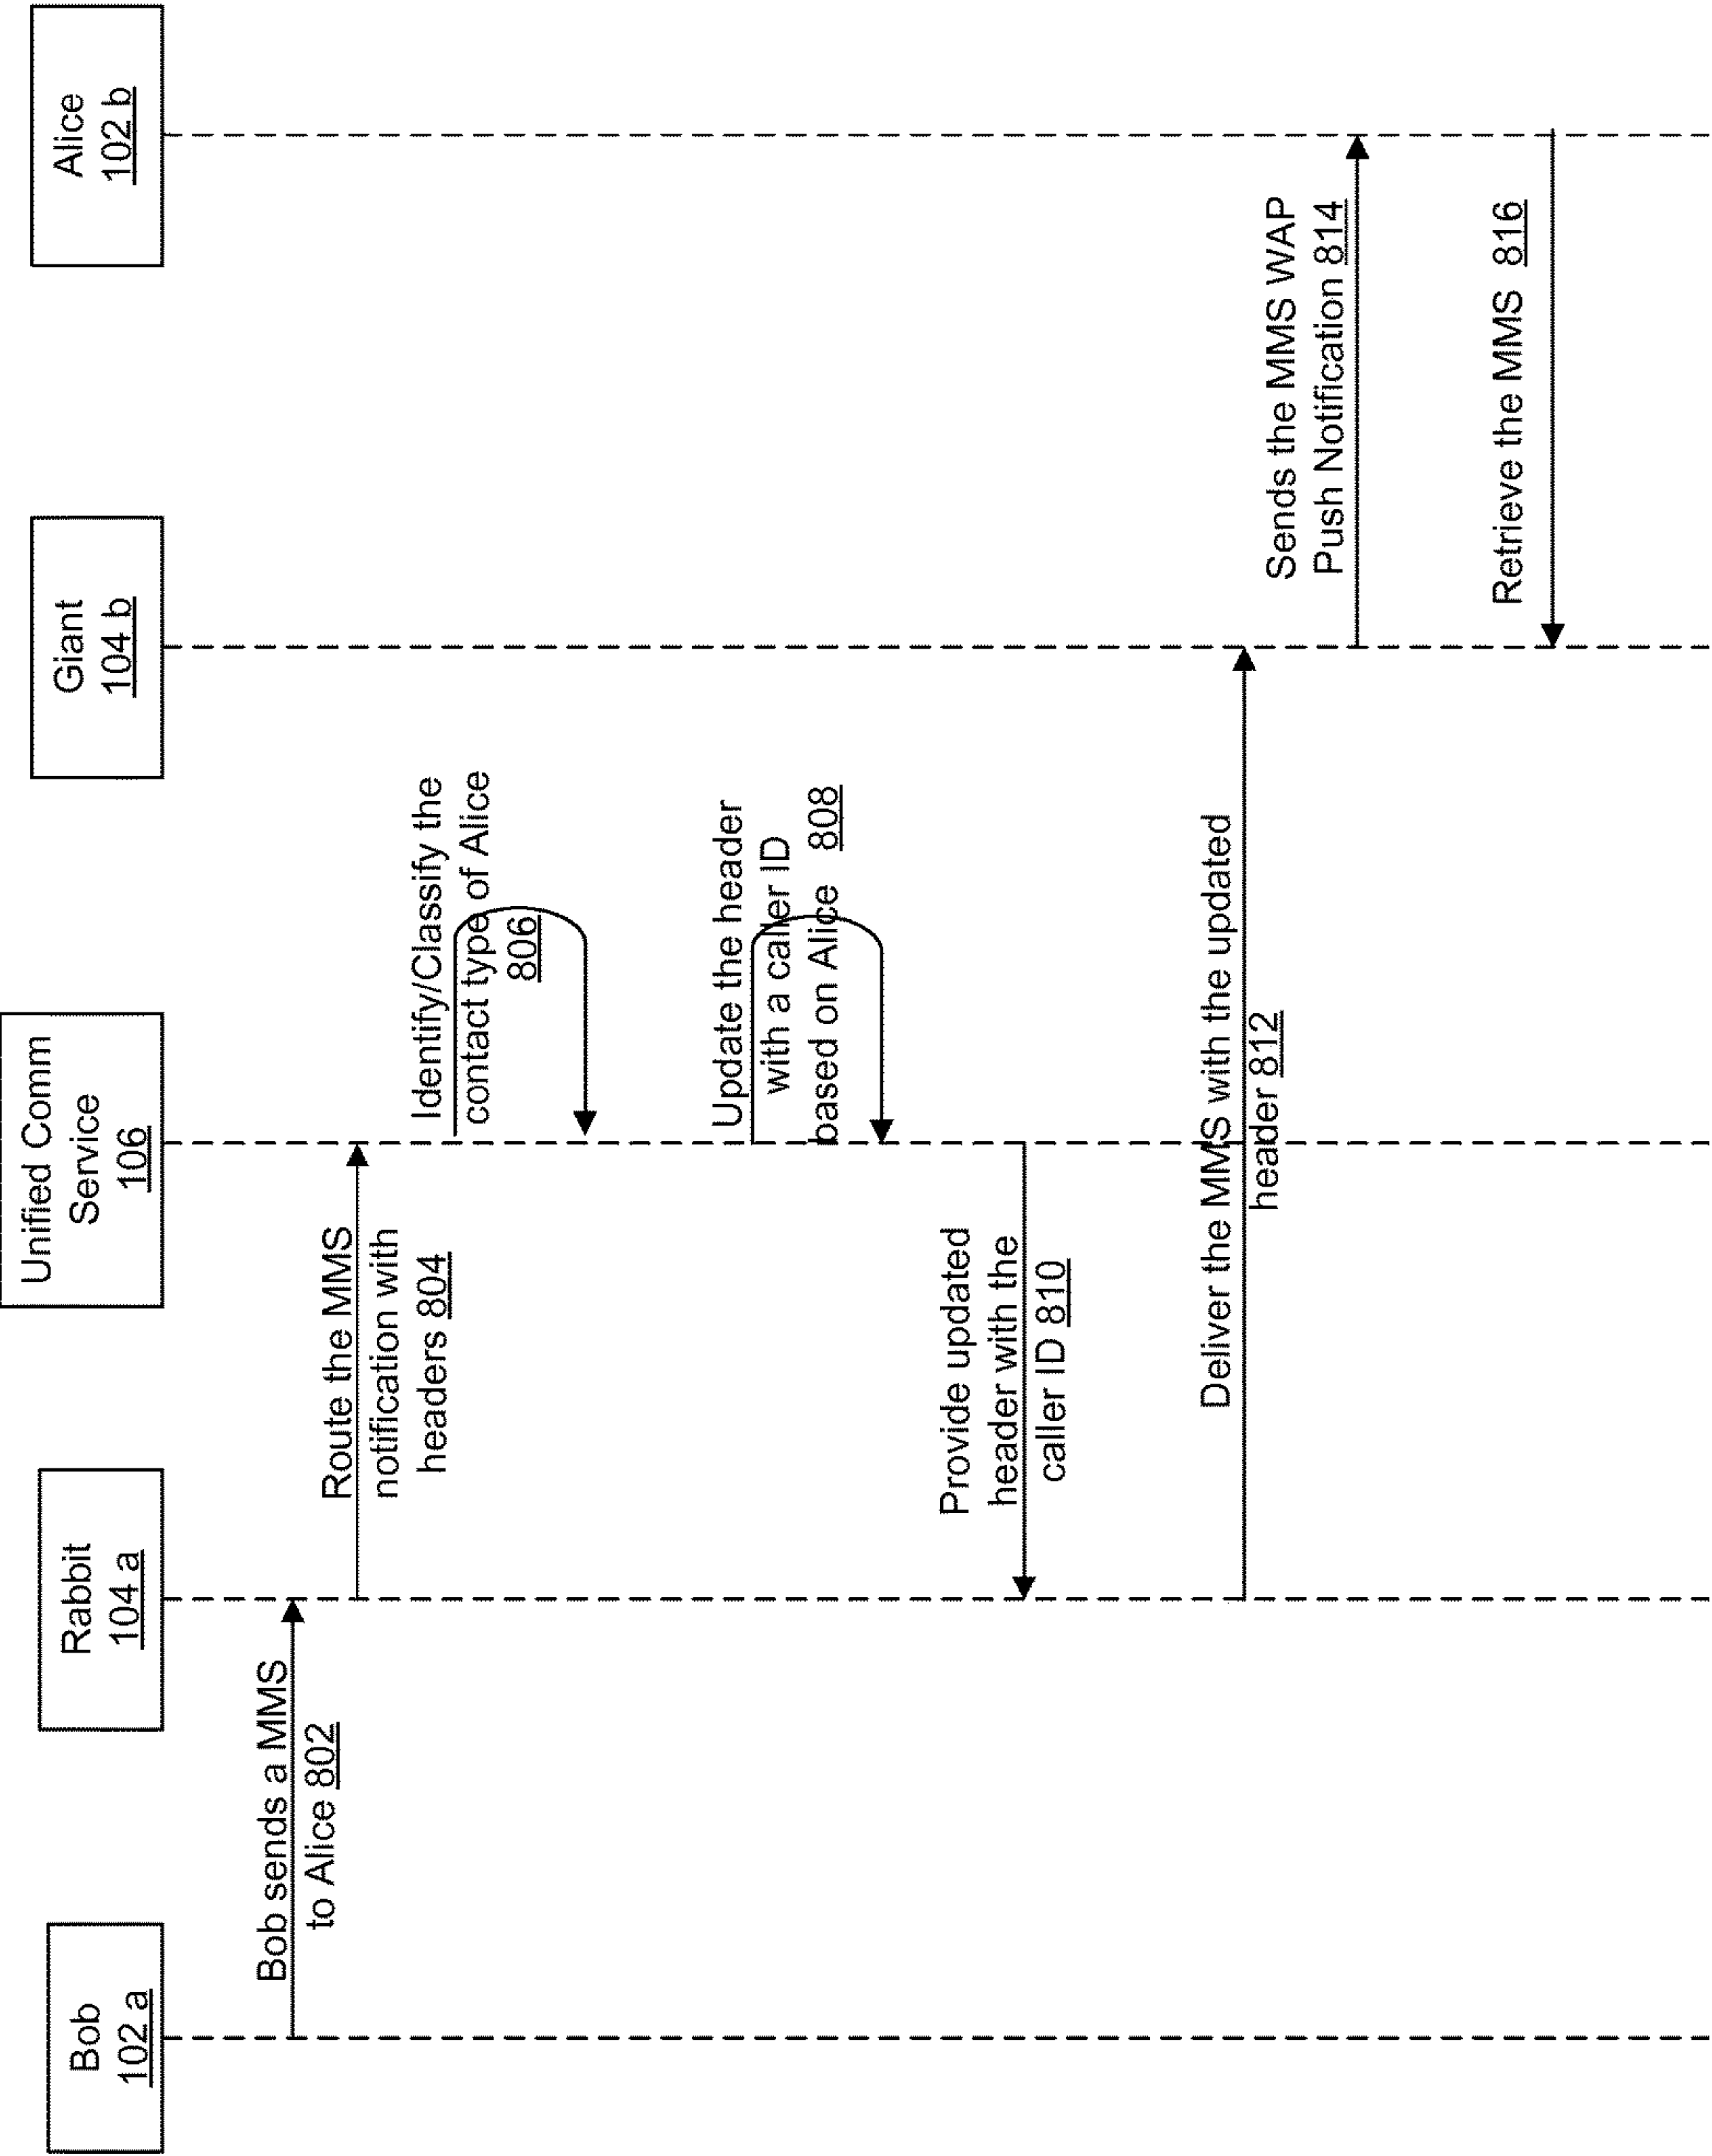 Bob
102 a
Rabbit
104 a
Unified Comm
Service
106
Giant
104 b
Alice
102 b
Bob sends a MMS
to Alice 802
Route the MMS
notification with
headers 804
Identify/Classify the
contact type of Alice
806
Update the header
with a caller ID
based on Alice 808
Provide updated
header with the
caller ID 810
Deliver the MMS with the updated
header 812
Sends the MMS WAP
Push Notification 814
Retrieve the MMS 816